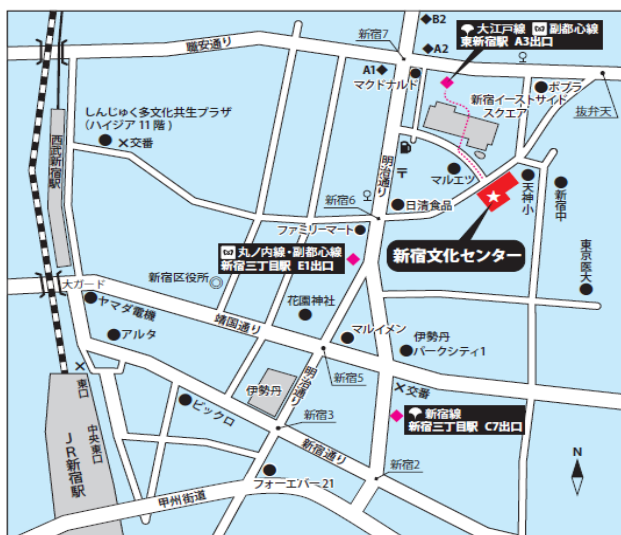 B2
大江戸線 副都心線
東新宿駅 A3出口
新宿7
職安通り
A2
A1
マクドナルド
ポプラ
新宿イーストサイド
スクエア
抜弁天
しんじゅく多文化共生プラザ
(ハイジア11階)
交番
西武新宿駅
明治通り
マルエツ
天神小
新宿中
新宿6
日清食品
ファミリーマート
新宿文化センター
丸ノ内線・副都心線
新宿三丁目駅 E1出口
東京医大
新宿区役所
大ガード
ヤマダ電機
花園神社
靖国通り
アルタ
マルイメン
伊勢丹
パークシティ1
新宿5
明治通り
伊勢丹
交番
東口
ビックロ
新宿3
新宿線
新宿三丁目駅 C7出口
中央東口
JR新宿駅
新宿通り
新宿2
フォーエバー21
甲州街道
N